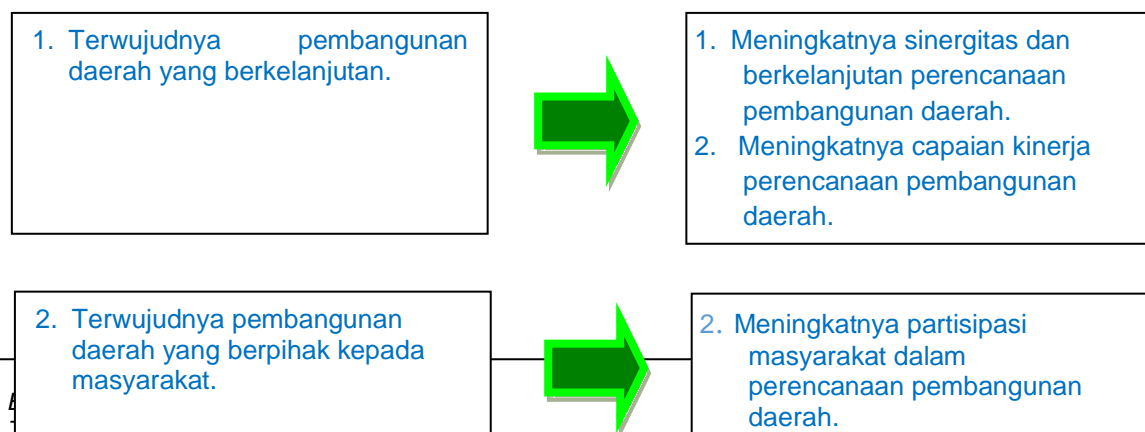 1. Terwujudnya pembangunan
daerah yang berkelanjutan.
1. Meningkatnya sinergitas dan
berkelanjutan perencanaan
pembangunan daerah.
2. Meningkatnya capaian kinerja
perencanaan pembangunan
daerah.
2. Terwujudnya pembangunan
daerah yang berpihak kepada
masyarakat.
2. Meningkatnya partisipasi
masyarakat dalam
perencanaan pembangunan
daerah.